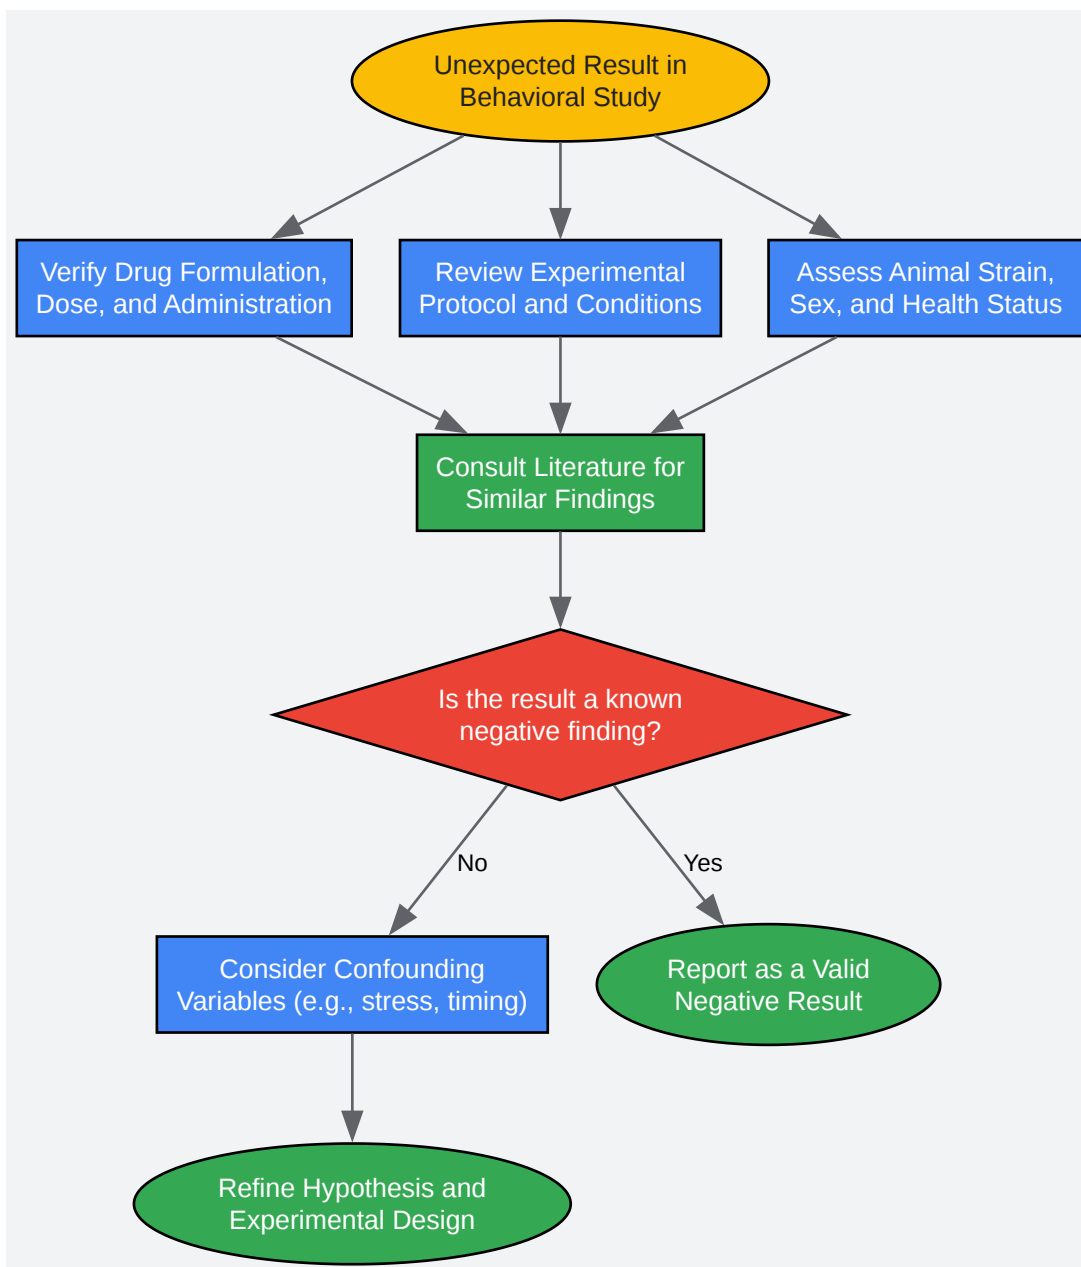 Unexpected Result in
Behavioral Study
Verify Drug Formulation,
Dose, and Administration
Review Experimental
Protocol and Conditions
Assess Animal Strain,
Sex, and Health Status
Consult Literature for
Similar Findings
Is the result a known
negative finding?
No
Yes
Consider Confounding
Variables (e.g., stress, timing)
Report as a Valid
Negative Result
Refine Hypothesis and
Experimental Design